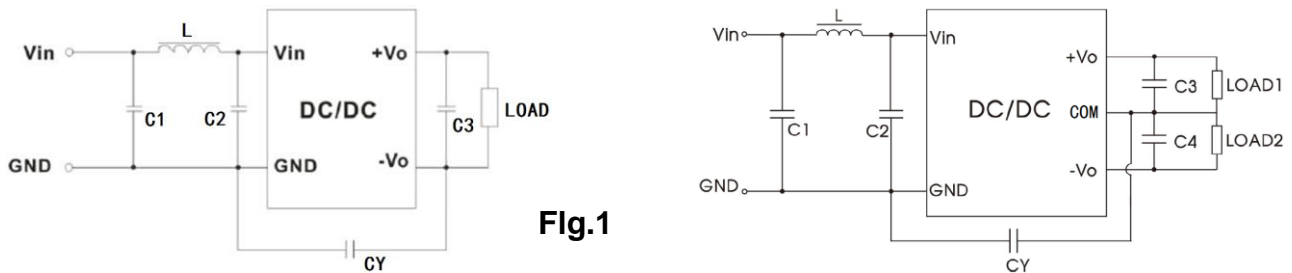 L
Vin
Vin
+Vo
C1
C2
DC/DC
C3
LOAD
GND
GND
-Vo
CY
FIg.1
L
Vin
Vin
+Vo
C3
LOAD1
DC/DC
COM
C1
C2
C4
LOAD2
-Vo
GND
GND
CY